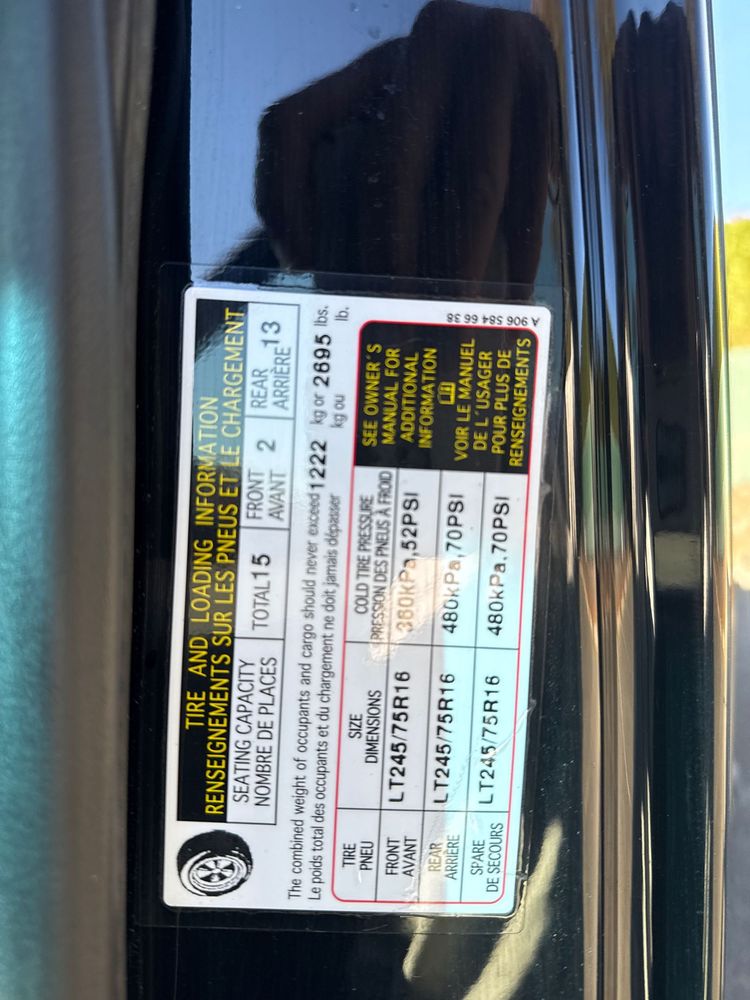 TIRE AND LOADING INFORMATION
RENSEIGNEMENTS SUR LES PNEUS ET LE CHARGEMENT
SEATING CAPACITY TOTAL 15 FRONT 2 REAR 13
NOMBRE DE PLACES AVANT ARRIÈRE
The combined weight of occupants and cargo should never exceed 1222 kg or 2695 lbs.
Le poids total des occupants et du chargement ne doit jamais dépasser kg ou lb.
TIRE SIZE COLD TIRE PRESSURE
PNEU DIMENSIONS PRESSION DES PNEUS À FROID
FRONT LT245/75R16 360kPa,52PSI
AVANT
REAR LT245/75R16 480kPa,70PSI
ARRIÈRE
SPARE LT245/75R16 480kPa,70PSI
DE SECOURS
SEE OWNER'S
MANUAL FOR
ADDITIONAL
INFORMATION
VOIR LE MANUEL
DE L'USAGER
POUR PLUS DE
RENSEIGNEMENTS
A 906 584 66 38